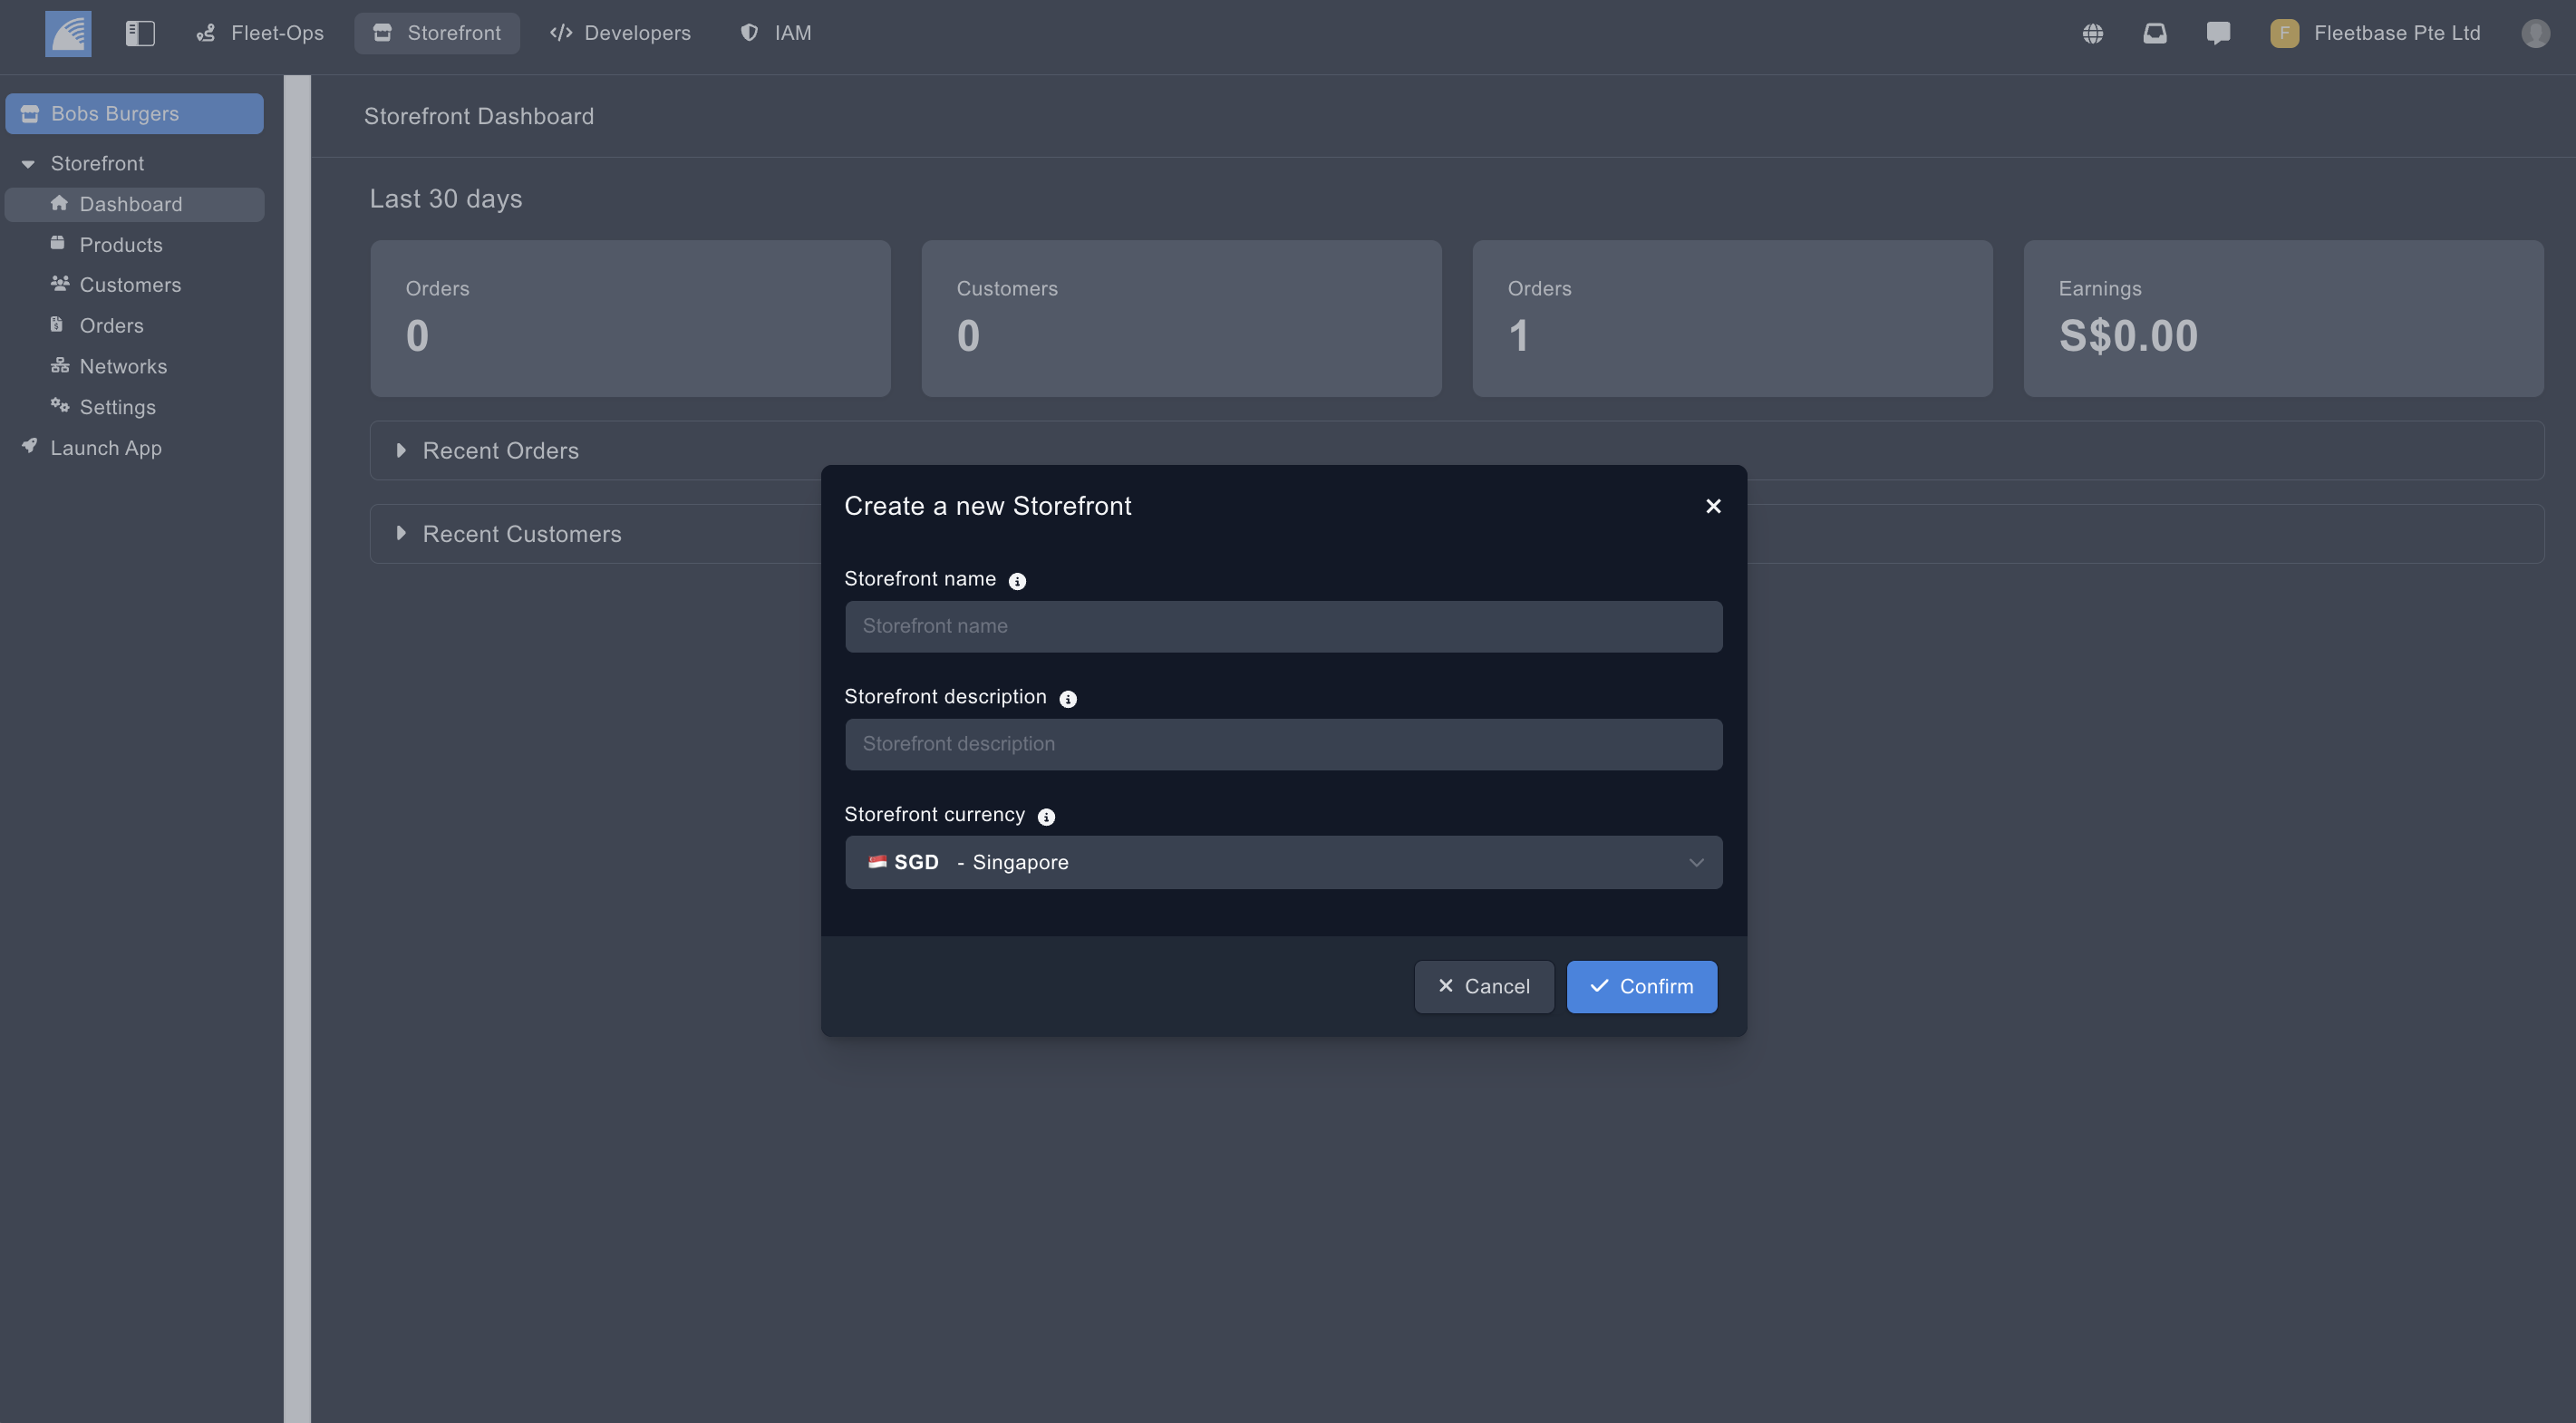 Fleet-Ops
Storefront
Developers
IAM
F
Fleetbase Pte Ltd
Bobs Burgers
Storefront
Dashboard
Products
Customers
Orders
Networks
Settings
Launch App
Storefront Dashboard
Last 30 days
Orders
0
Customers
0
Orders
1
Earnings
S$0.00
Recent Orders
Recent Customers
Create a new Storefront
Storefront name
Storefront name
Storefront description
Storefront description
Storefront currency
SGD - Singapore
Cancel
Confirm